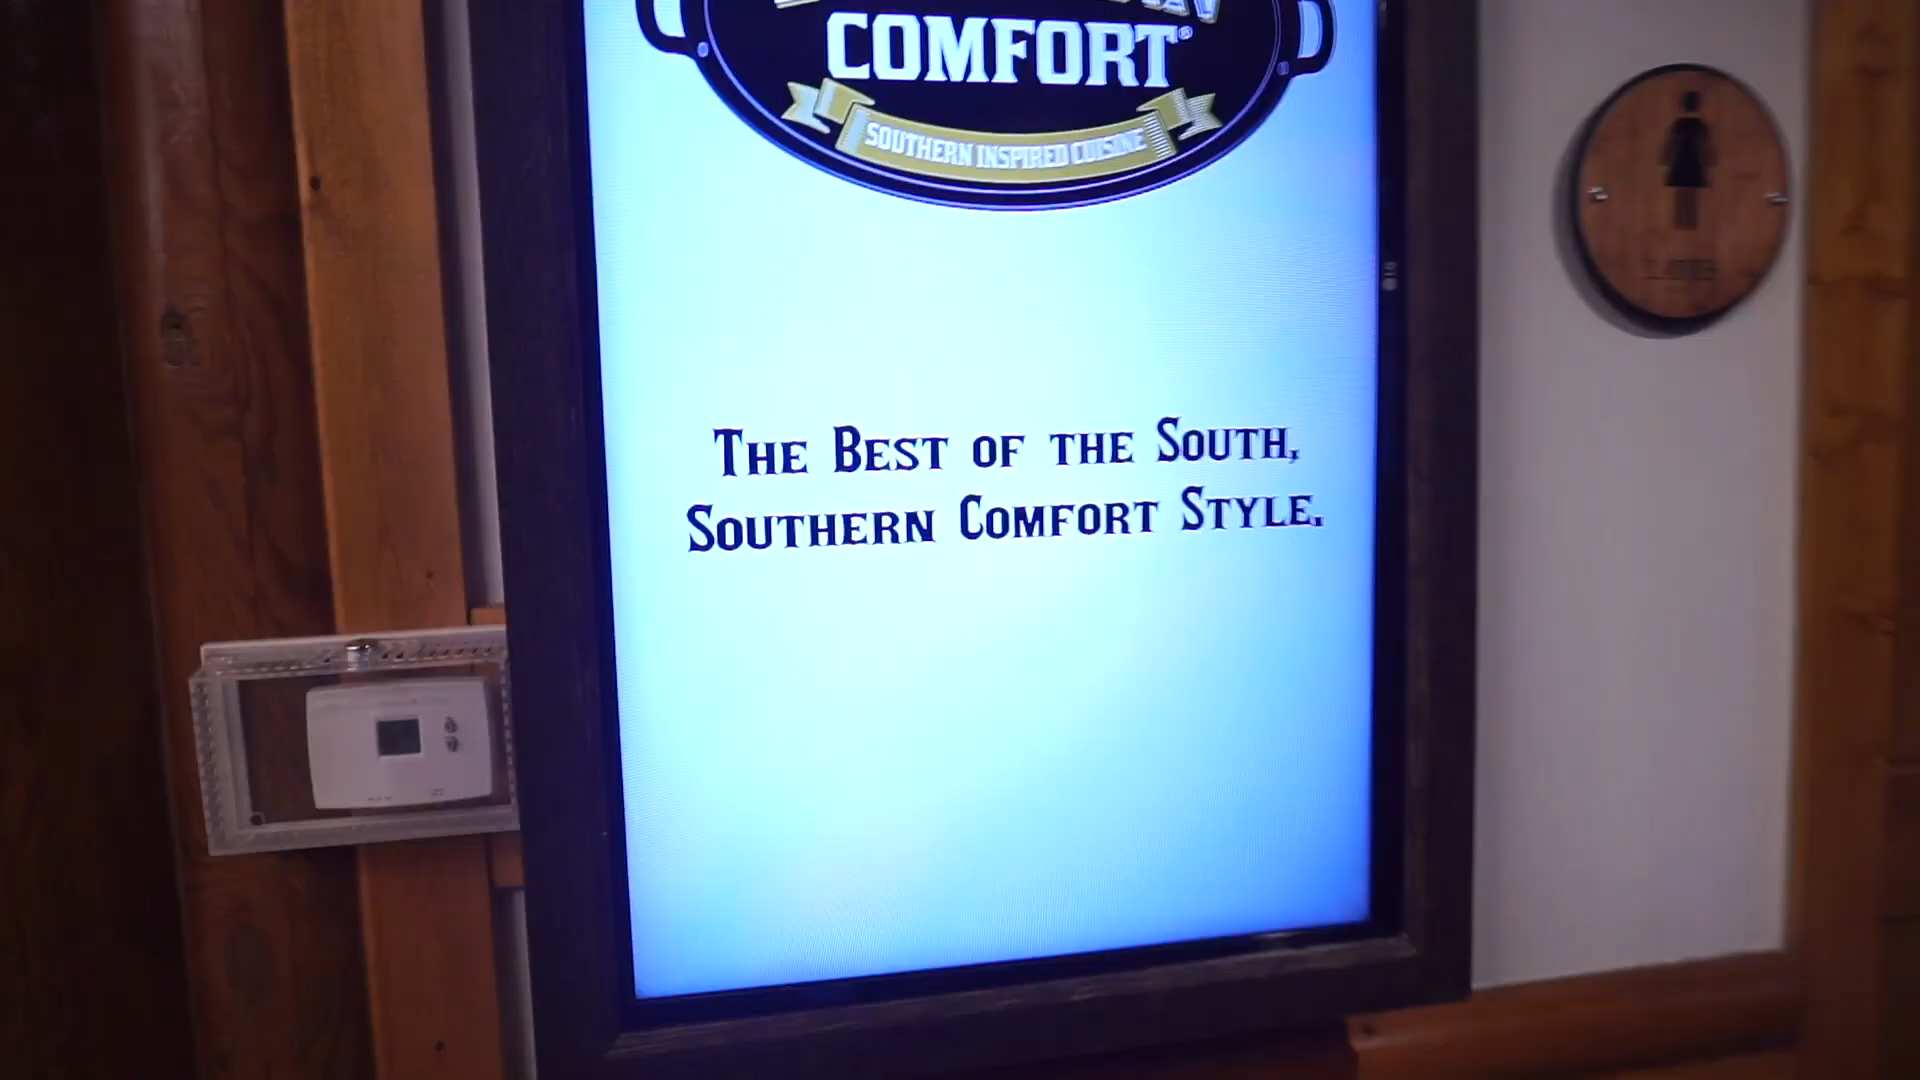 COMFORT®
SOUTHERN INSPIRED CUISINE
THE BEST OF THE SOUTH,
SOUTHERN COMFORT STYLE.